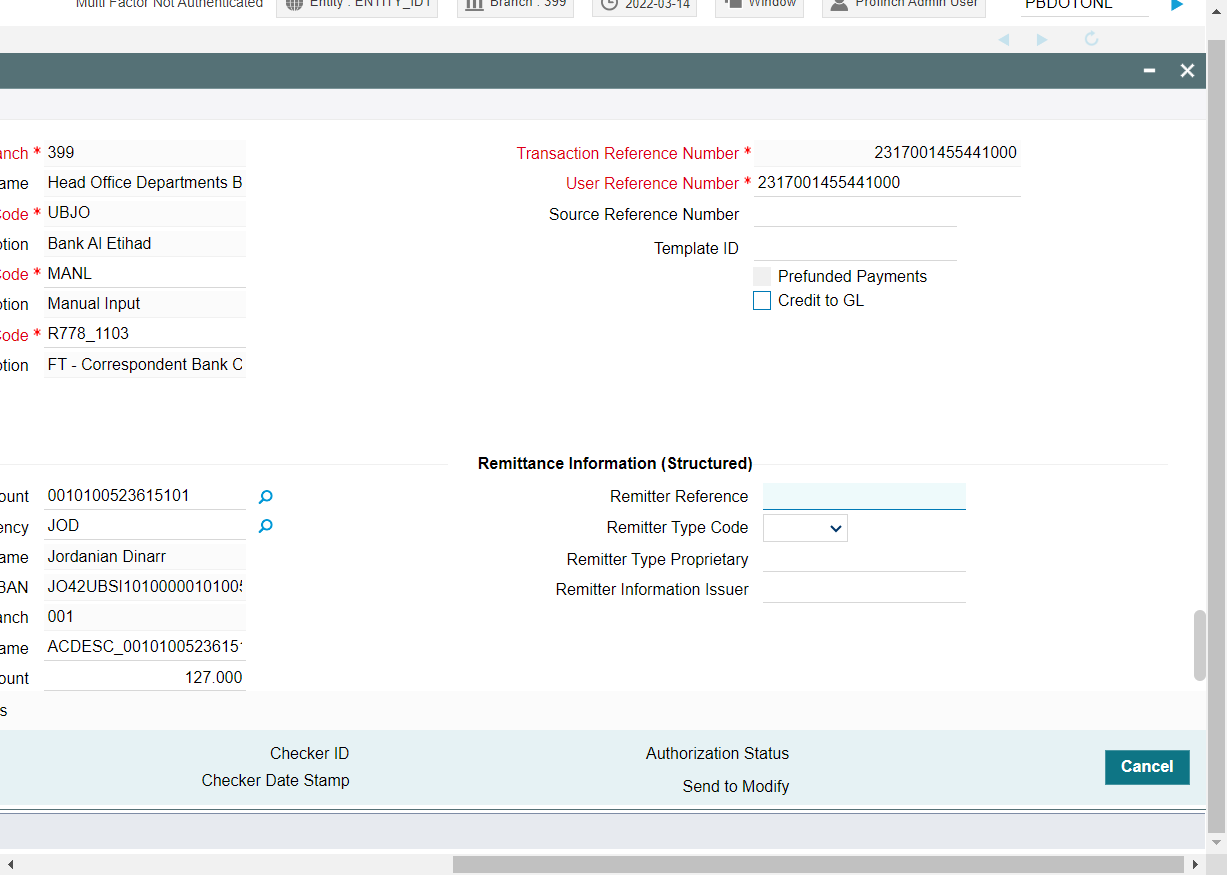 Multi Factor Not Authenticated Entity : ENTITY_ID1 Branch : 399 2022-03-14 Window Profinch Admin User PBDOTONL
anch * 399 Transaction Reference Number * 2317001455441000
ame Head Office Departments B User Reference Number * 2317001455441000
Code * UBJO Source Reference Number
ption Bank Al Etihad Template ID
Code * MANL Prefunded Payments
ption Manual Input Credit to GL
Code * R778_1103
ption FT - Correspondent Bank C
Remittance Information (Structured)
ount 0010100523615101 Remitter Reference
ency JOD Remitter Type Code
ame Jordanian Dinarr Remitter Type Proprietary
BAN JO42UBSI1010000010100 Remitter Information Issuer
anch 001
ame ACDESC_0010100523615
ount 127.000
s
Checker ID Authorization Status Cancel
Checker Date Stamp Send to Modify